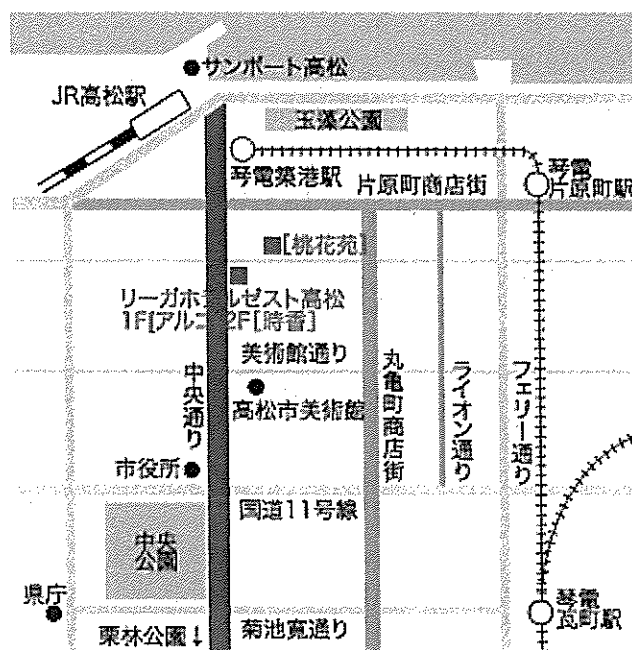 サンポート高松
JR高松駅
玉藻公園
琴電築港駅
片原町商店街
琴電
片原町駅
■[桃花苑]
リーガホテルゼスト高松
1F[アルコ 2F[時香]
美術館通り
中央通り
高松市美術館
丸亀町商店街
ライオン通り
フェリー通り
市役所
国道11号線
中央
公園
県庁
栗林公園↓
菊池寛通り
琴電
瓦町駅